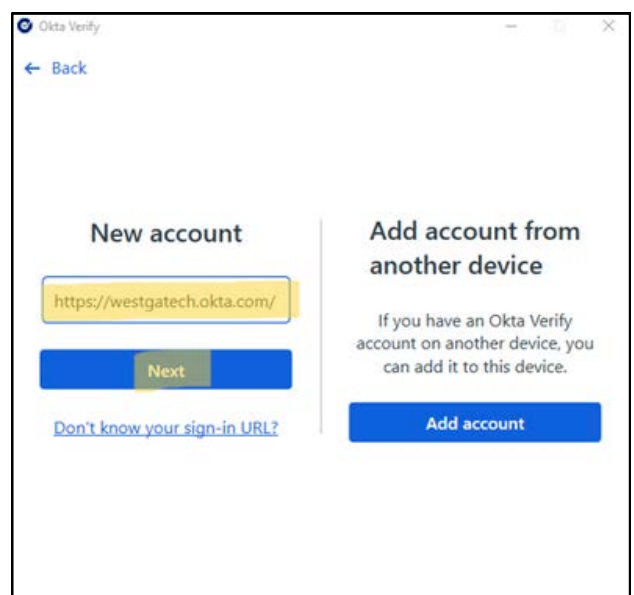 Okta Verify
← Back
New account
https://westgatech.okta.com/
Next
Don't know your sign-in URL?
Add account from
another device
If you have an Okta Verify
account on another device, you
can add it to this device.
Add account